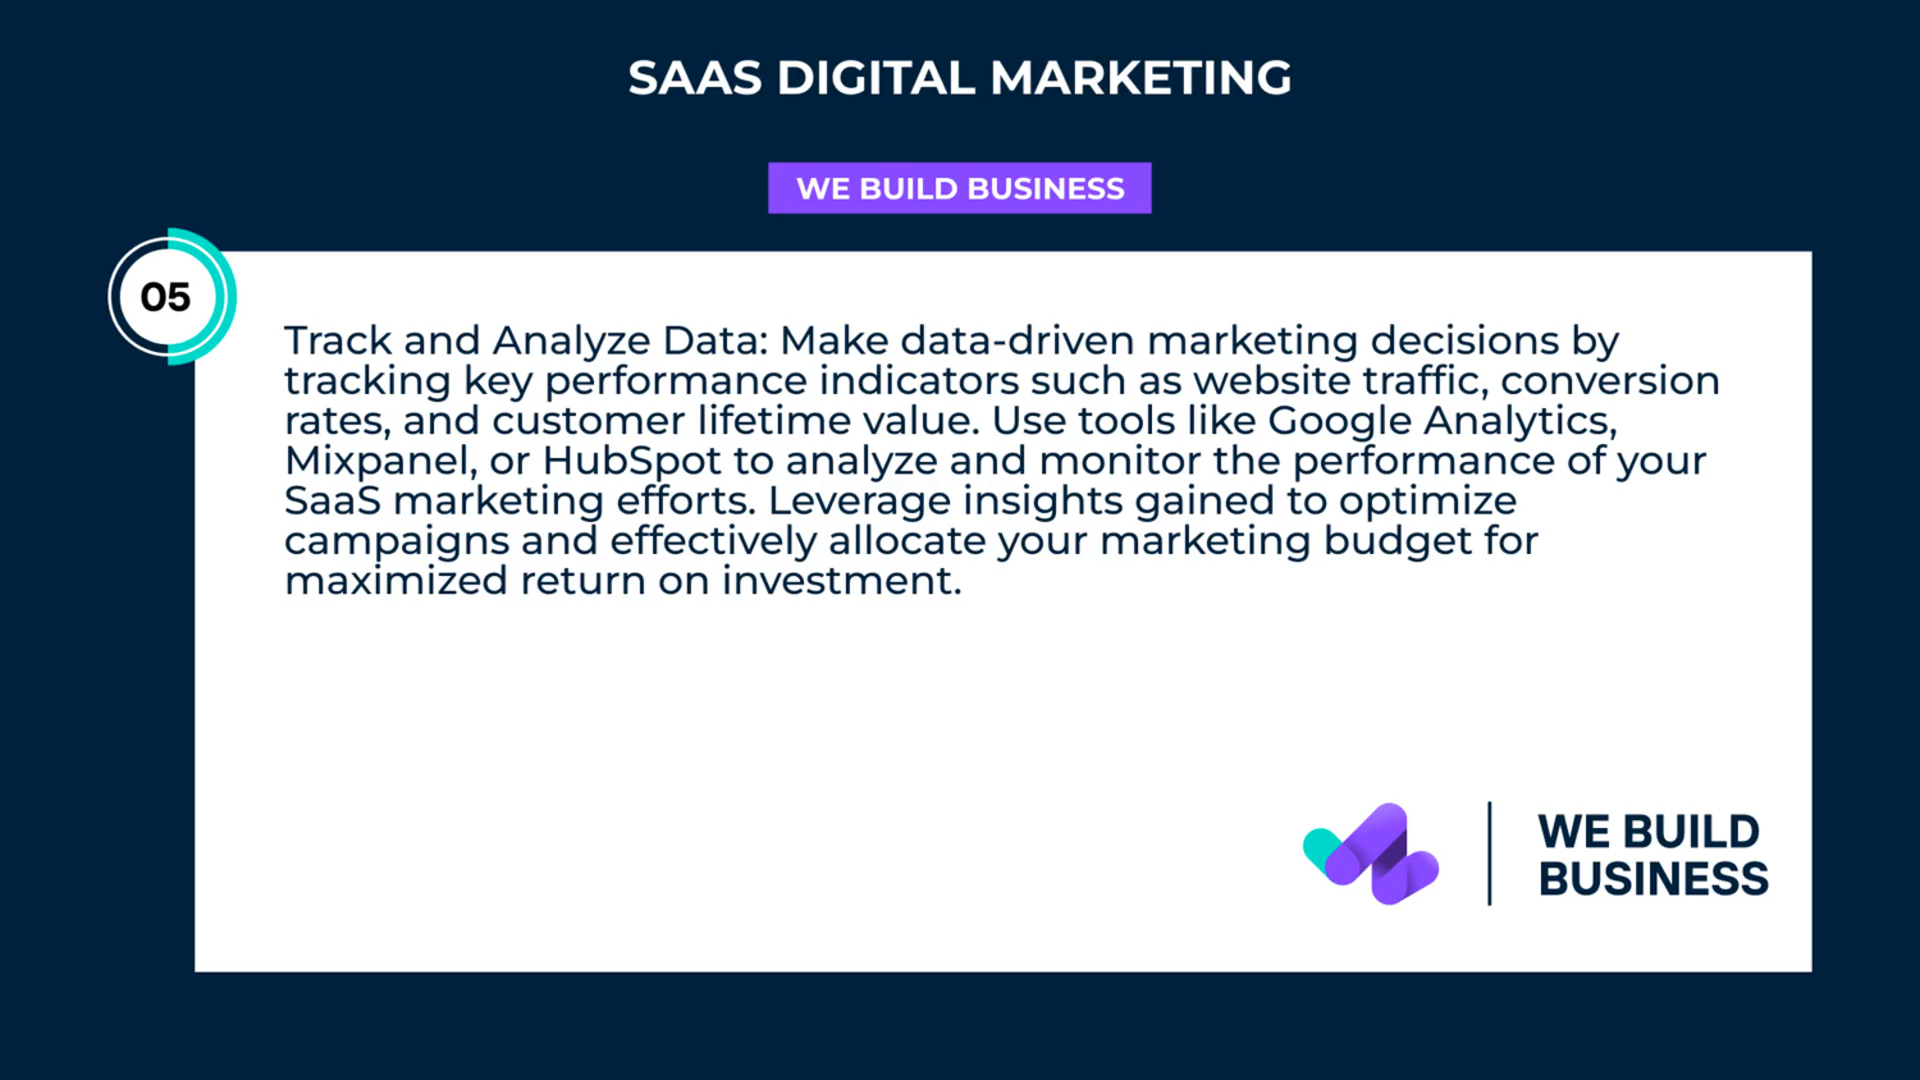 SAAS DIGITAL MARKETING
WE BUILD BUSINESS
05
Track and Analyze Data: Make data-driven marketing decisions by
tracking key performance indicators such as website traffic, conversion
rates, and customer lifetime value. Use tools like Google Analytics,
Mixpanel, or HubSpot to analyze and monitor the performance of your
SaaS marketing efforts. Leverage insights gained to optimize
campaigns and effectively allocate your marketing budget for
maximized return on investment.
WE BUILD
BUSINESS